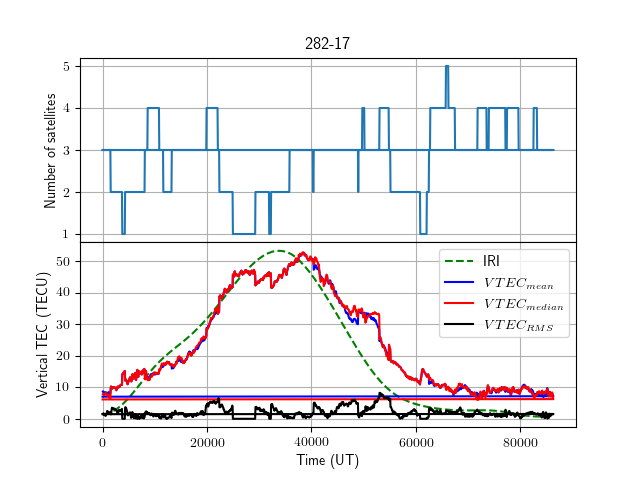 282-17
Number of satellites
5
4
3
2
1
Vertical TEC (TECU)
50
40
30
20
10
0
IRI
VTEC_mean
VTEC_median
VTEC_RMS
0 20000 40000 60000 80000
Time (UT)